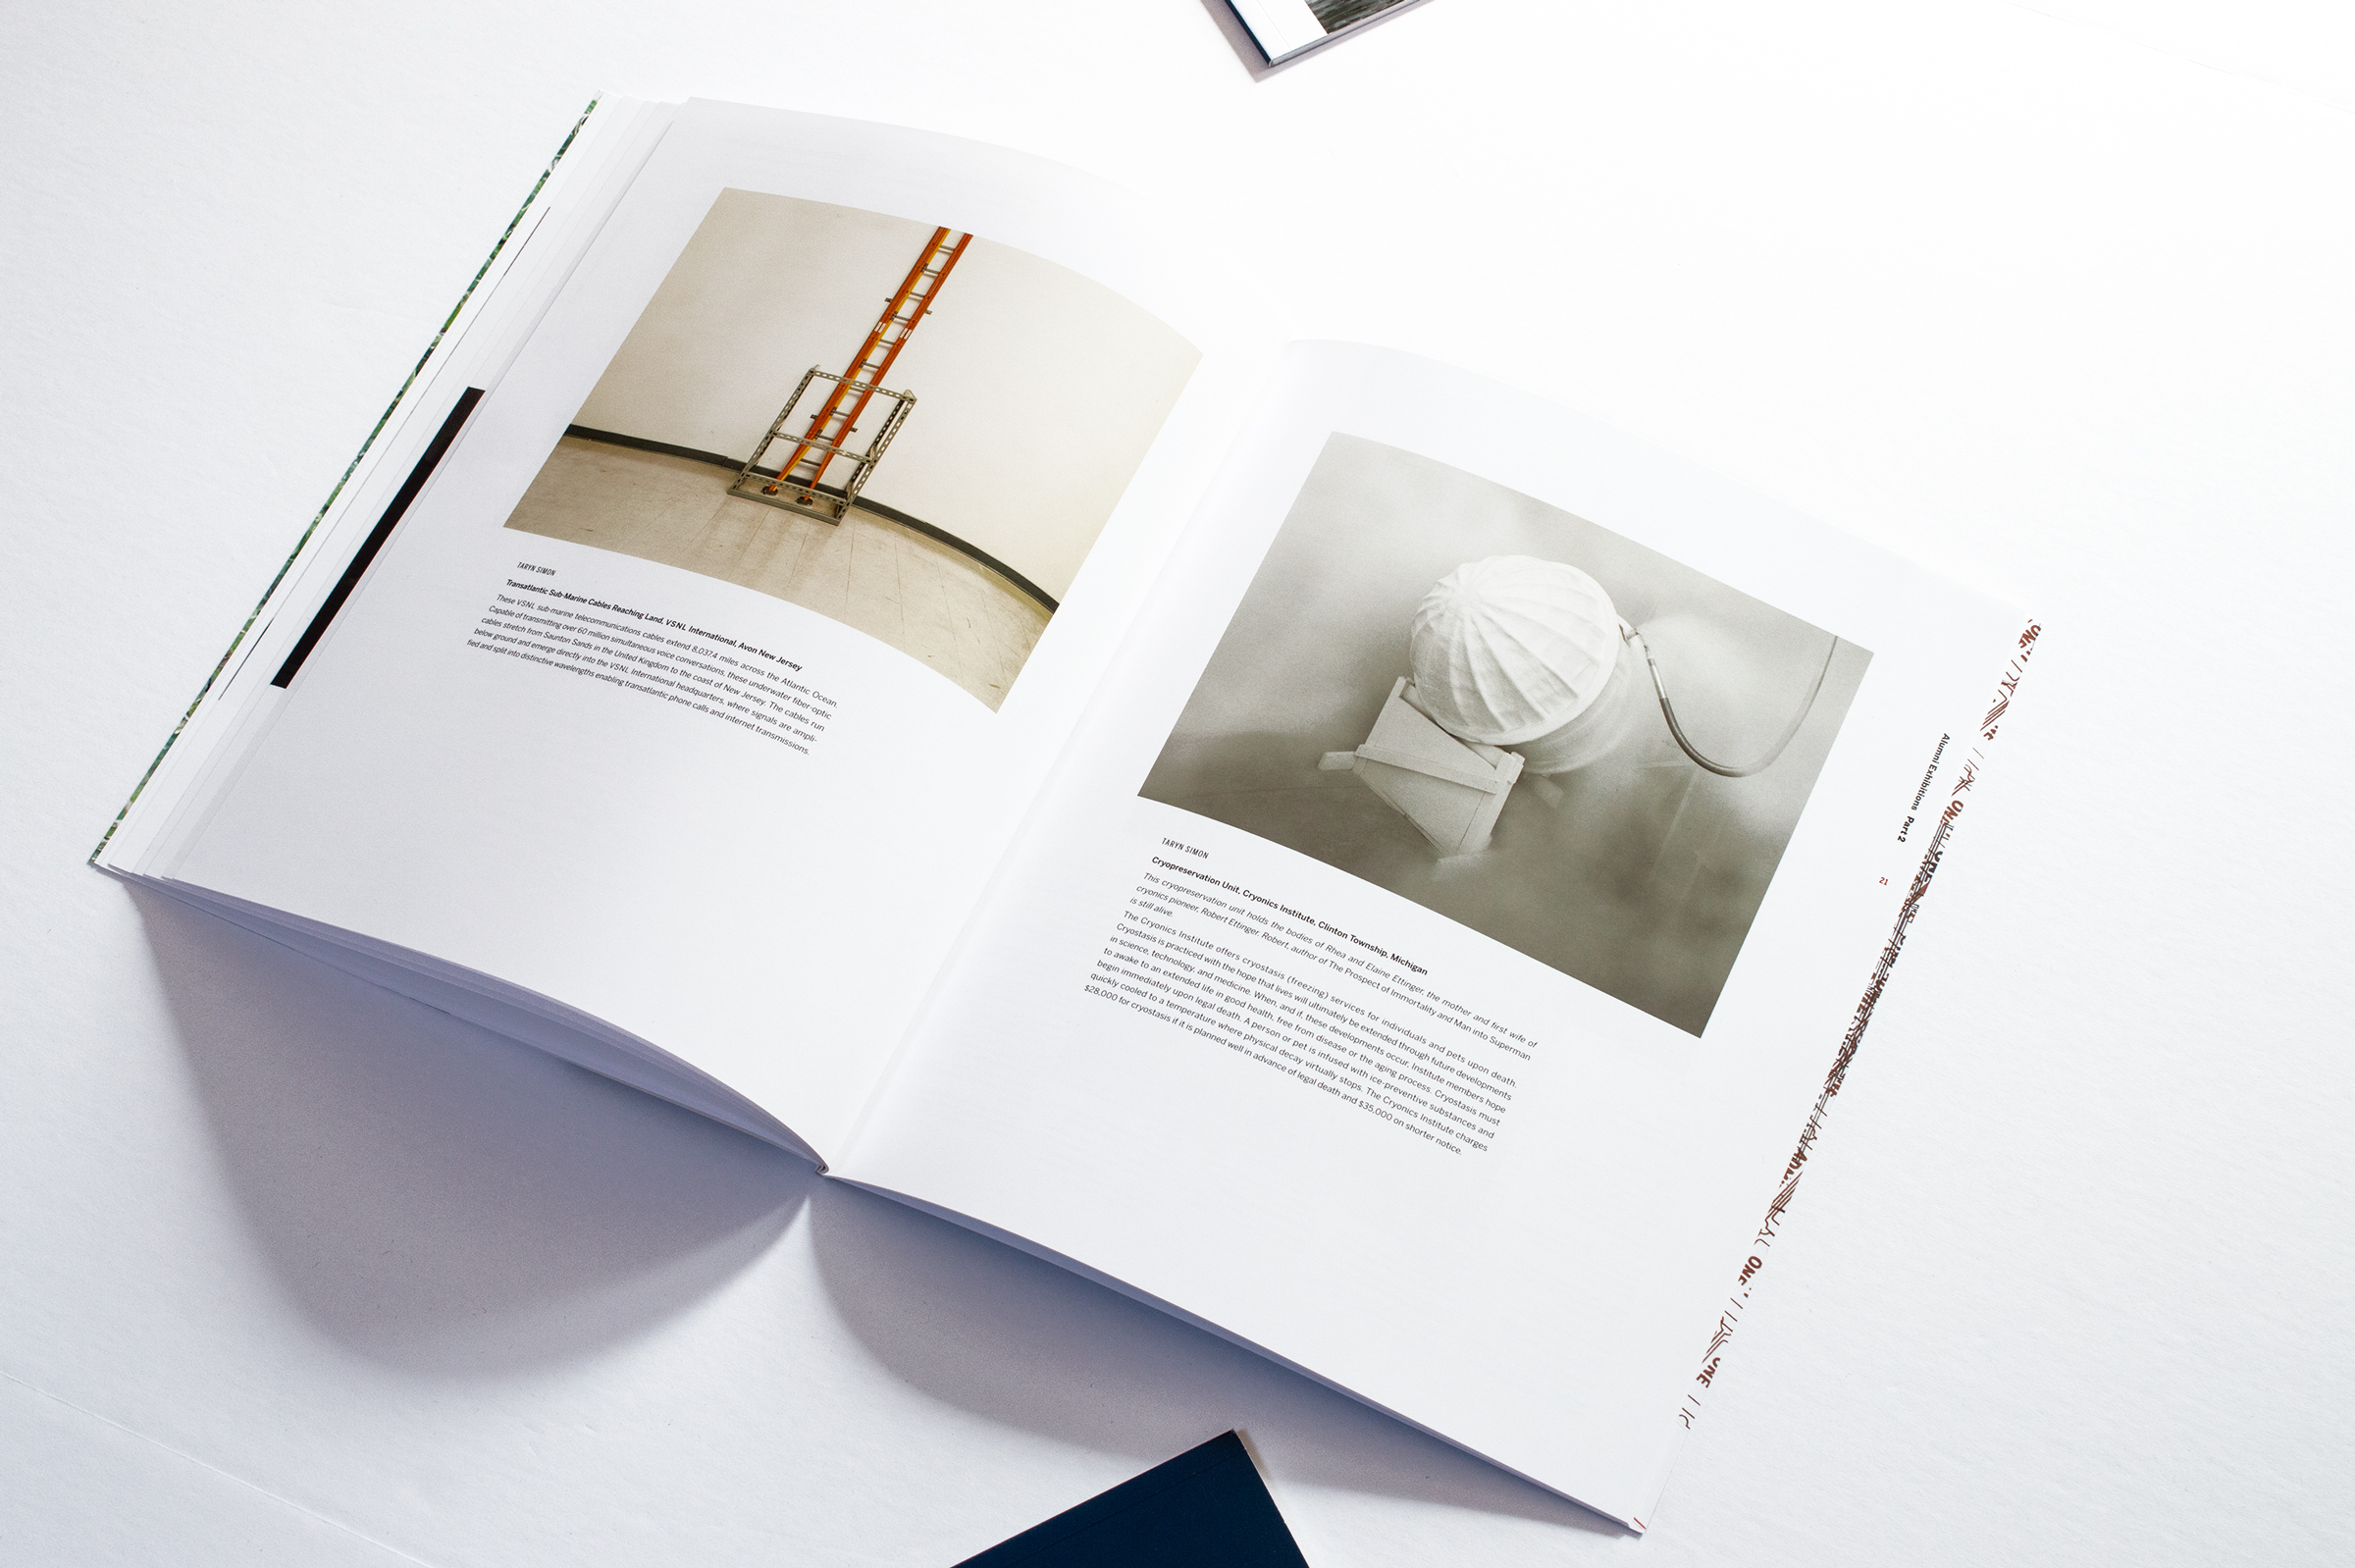 TARYN SIMON
Transatlantic Sub-Marine Cables Reaching Land, VSNL International, Avon New Jersey
These VSNL sub-marine telecommunications cables extend 8,037.4 miles across the Atlantic Ocean.
Capable of transmitting over 60 million simultaneous voice conversations, these underwater fiber-optic
cables stretch from Saunton Sands in the United Kingdom to the coast of New Jersey. The cables run
below ground and emerge directly into the VSNL International headquarters, where signals are ampli-
fied and split into distinctive wavelengths enabling transatlantic phone calls and internet transmissions.
TARYN SIMON
Cryopreservation Unit, Cryonics Institute, Clinton Township, Michigan
This cryopreservation unit holds the bodies of Rhea and Elaine Ettinger, the mother and first wife of
cryonics pioneer, Robert Ettinger. Robert, author of The Prospect of Immortality and Man into Superman
is still alive.
The Cryonics Institute offers cryostasis (freezing) services for individuals and pets upon death.
Cryostasis is practiced with the hope that lives will ultimately be extended through future developments
in science, technology, and medicine. When, and if, these developments occur, Institute members hope
to awake to an extended life in good health, free from disease or the aging process. Cryostasis must
begin immediately upon legal death. A person or pet is infused with ice-preventive substances and
quickly cooled to a temperature where physical decay virtually stops. The Cryonics Institute charges
$28,000 for cryostasis if it is planned well in advance of legal death and $35,000 on shorter notice.
Alumni Exhibitions Part 2
21
ONE
ONE
ONE
ONE